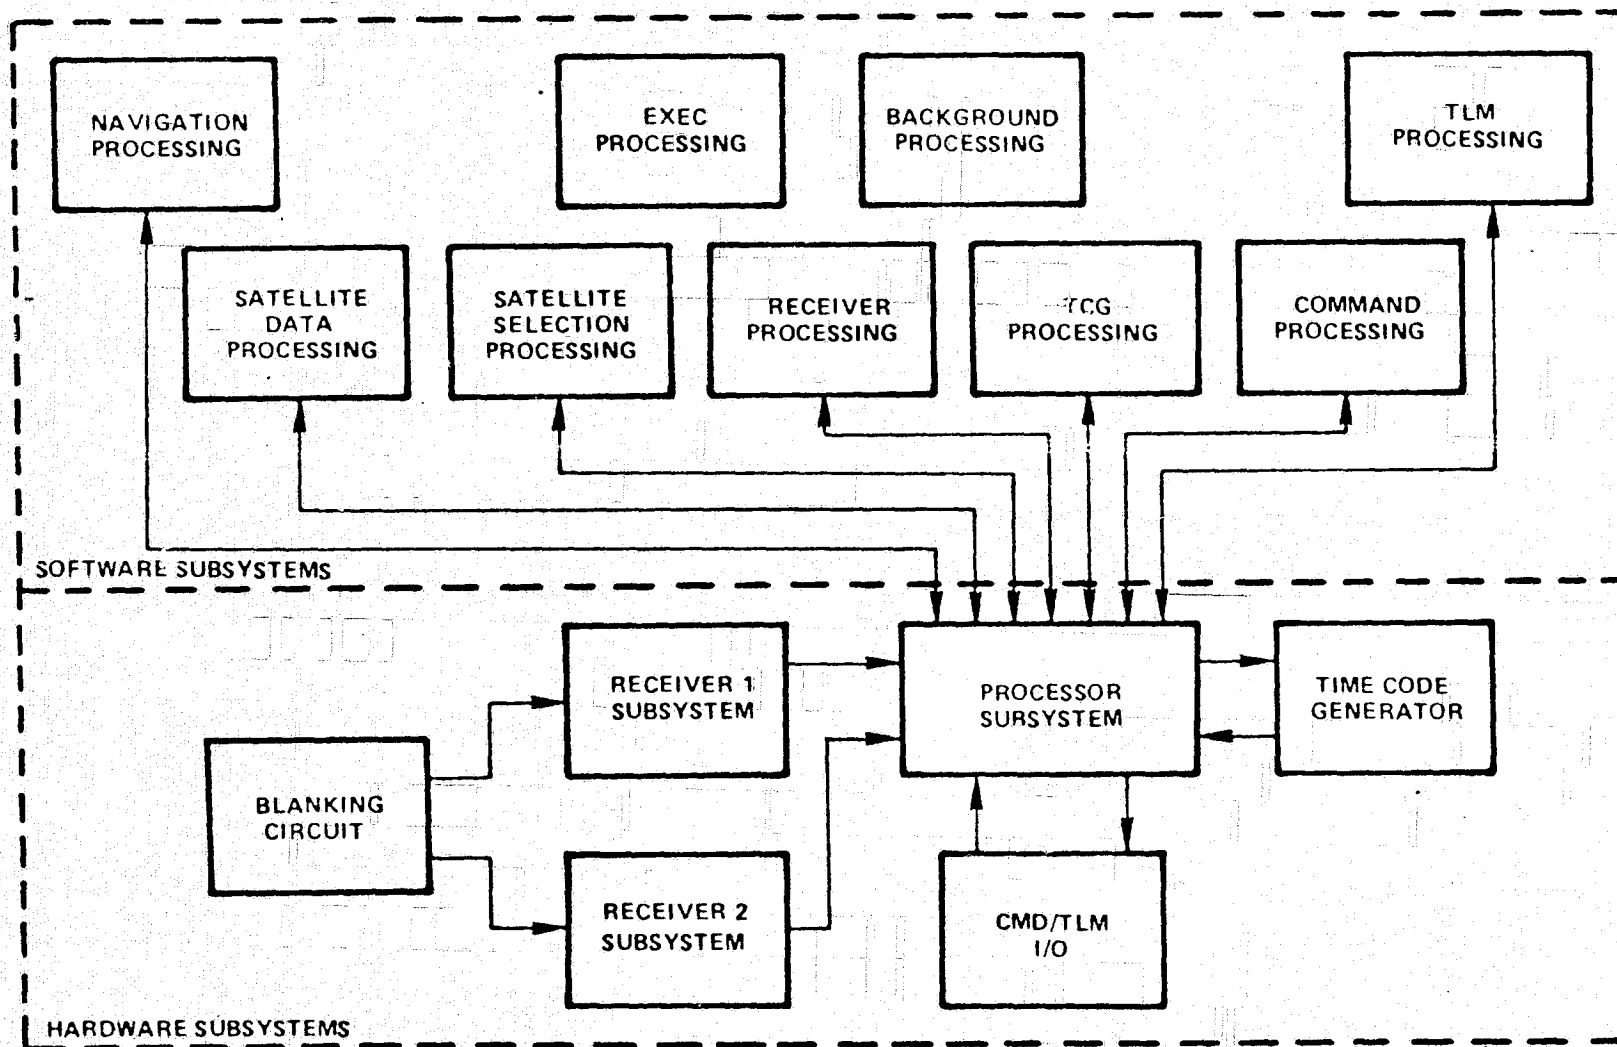 NAVIGATION
PROCESSING
EXEC
PROCESSING
BACKGROUND
PROCESSING
TLM
PROCESSING
SATELLITE
DATA
PROCESSING
SATELLITE
SELECTION
PROCESSING
RECEIVER
PROCESSING
TCG
PROCESSING
COMMAND
PROCESSING
SOFTWARE SUBSYSTEMS
RECEIVER 1
SUBSYSTEM
PROCESSOR
SUBSYSTEM
TIME CODE
GENERATOR
BLANKING
CIRCUIT
RECEIVER 2
SUBSYSTEM
CMD/TLM
I/O
HARDWARE SUBSYSTEMS